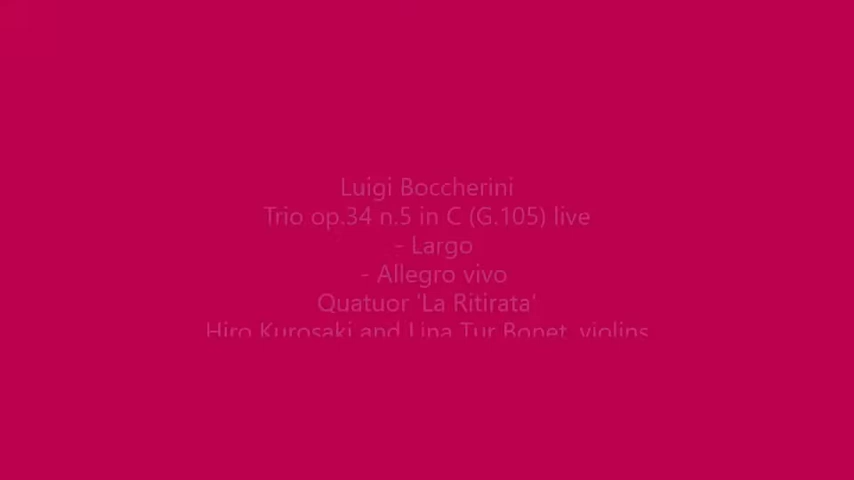 Luigi Boccherini
Trio op.34 n.5 in C (G.105) live
- Largo
- Allegro vivo
Quatuor 'La Ritirata'
Hiro Kurosaki and Lina Tur Bonet, violins